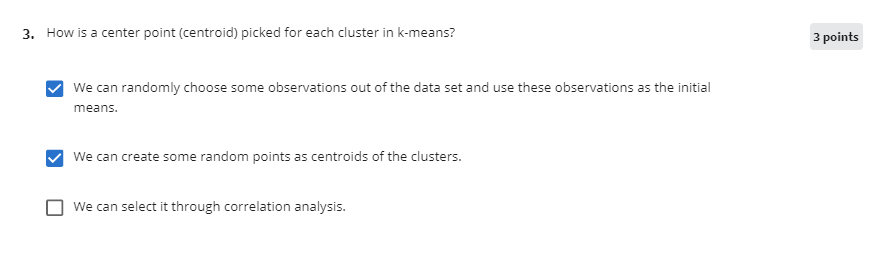 3. How is a center point (centroid) picked for each cluster in k-means?
3 points
We can randomly choose some observations out of the data set and use these observations as the initial
means.
We can create some random points as centroids of the clusters.
We can select it through correlation analysis.